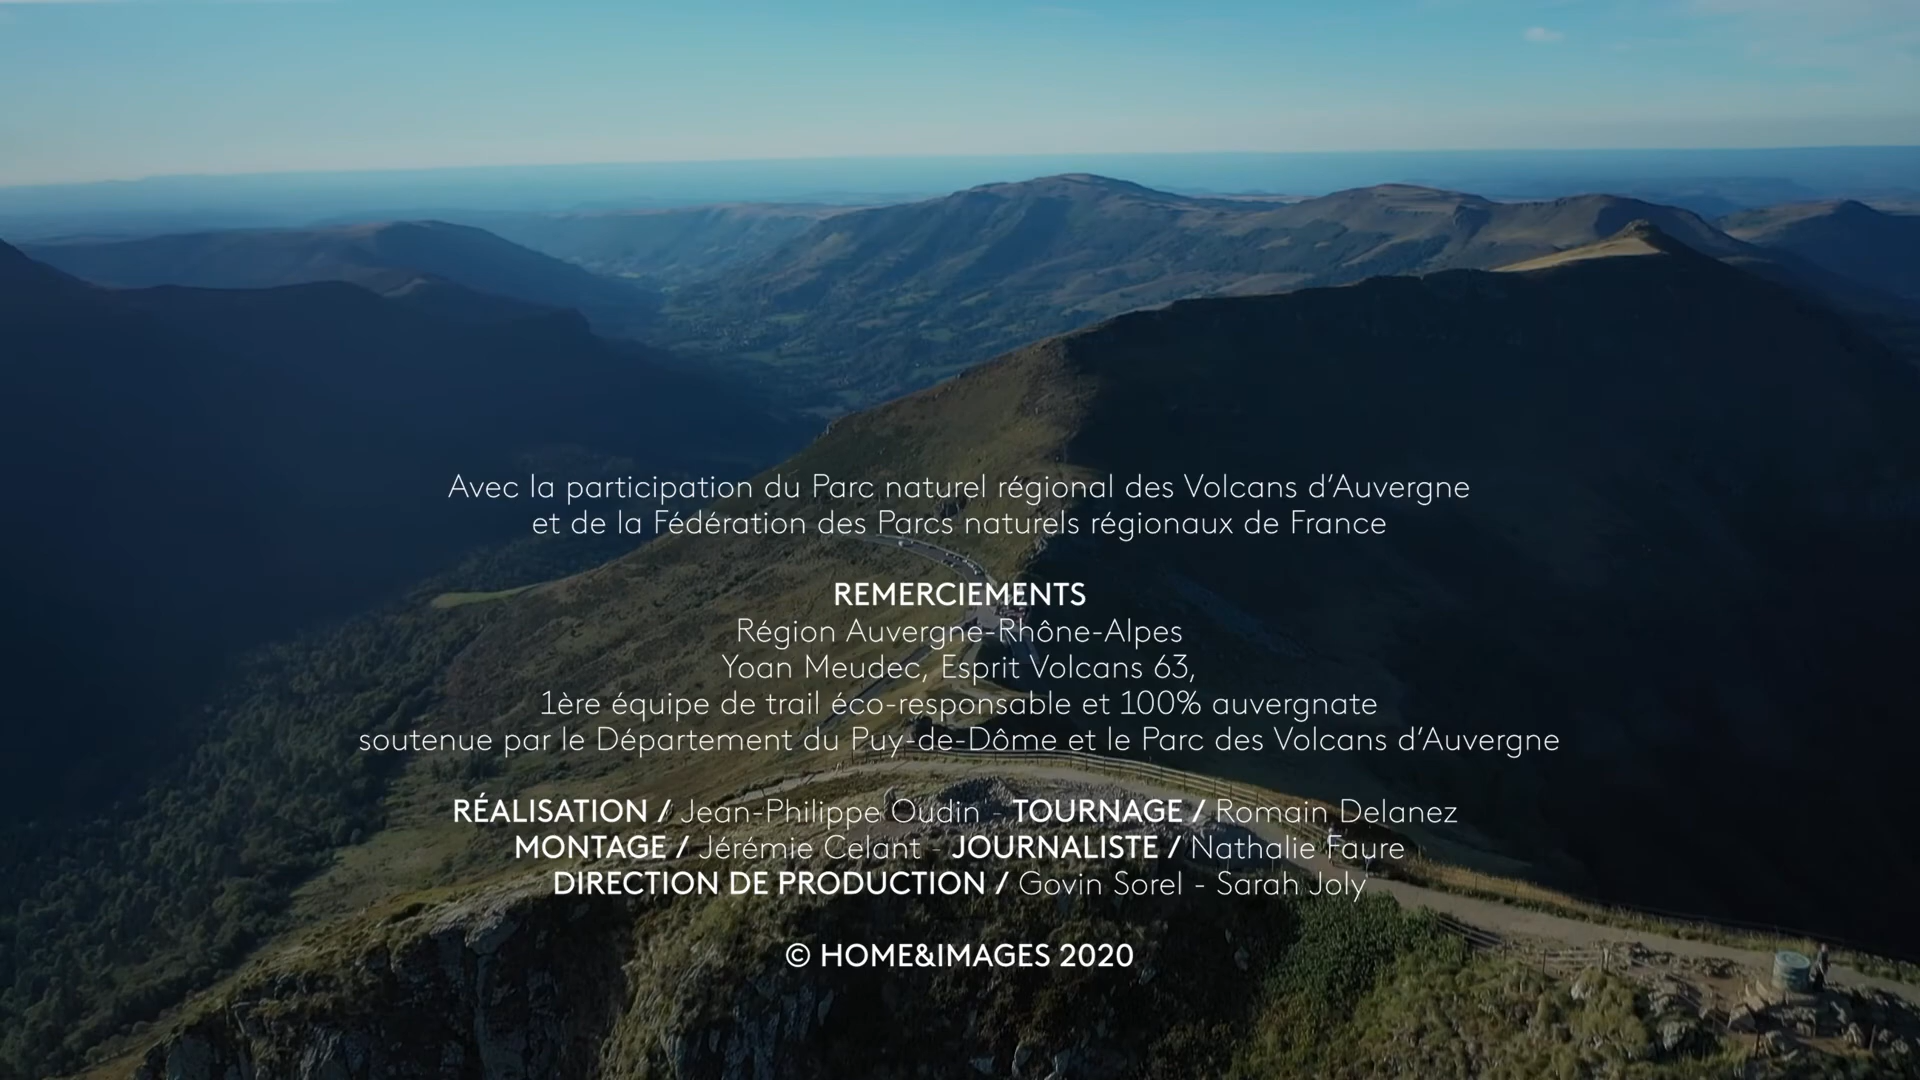 Avec la participation du Parc naturel régional des Volcans d'Auvergne
et de la Fédération des Parcs naturels régionaux de France
REMERCIEMENTS
Région Auvergne-Rhône-Alpes
Yoan Meudec, Esprit Volcans 63,
1ère équipe de trail éco-responsable et 100% auvergnate
soutenue par le Département du Puy-de-Dôme et le Parc des Volcans d'Auvergne
RÉALISATION / Jean-Philippe Oudin - TOURNAGE / Romain Delanez
MONTAGE / Jérémie Celant - JOURNALISTE / Nathalie Faure
DIRECTION DE PRODUCTION / Govin Sorel - Sarah Joly
© HOME&IMAGES 2020